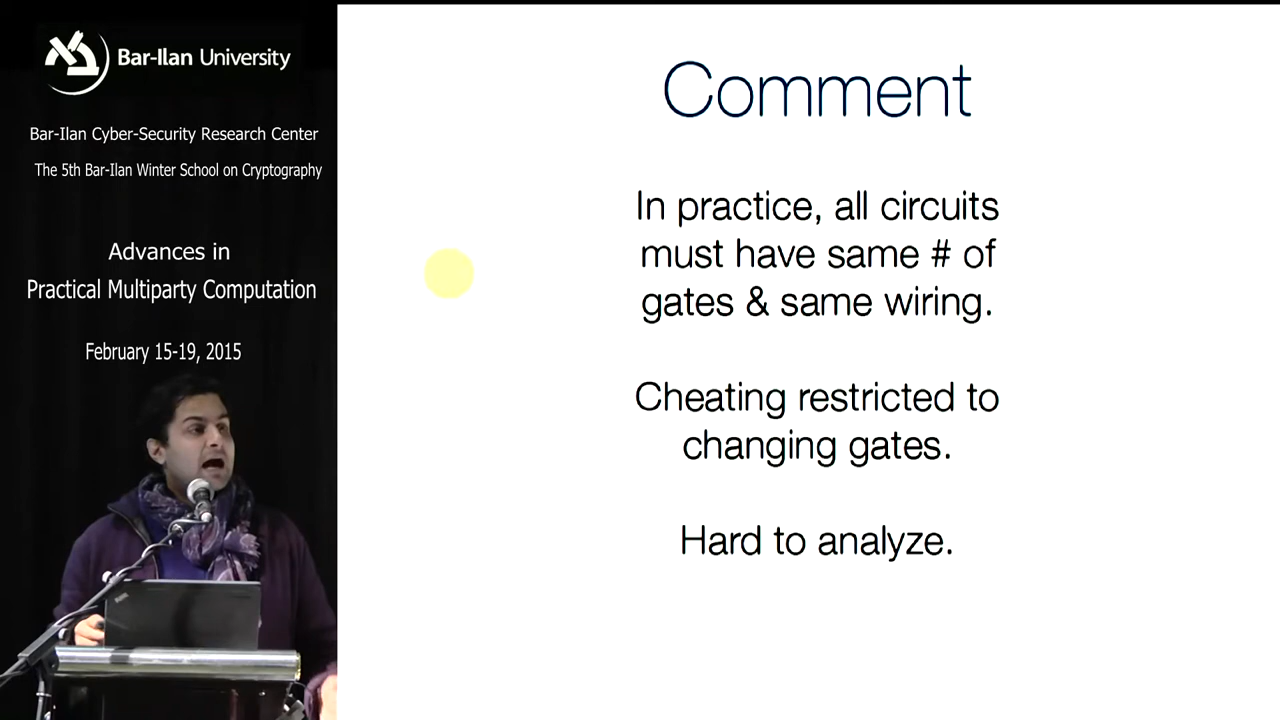 Bar-Ilan University
Bar-Ilan Cyber-Security Research Center
The 5th Bar-Ilan Winter School on Cryptography
Advances in
Practical Multiparty Computation
February 15-19, 2015
Comment
In practice, all circuits
must have same # of
gates & same wiring.
Cheating restricted to
changing gates.
Hard to analyze.